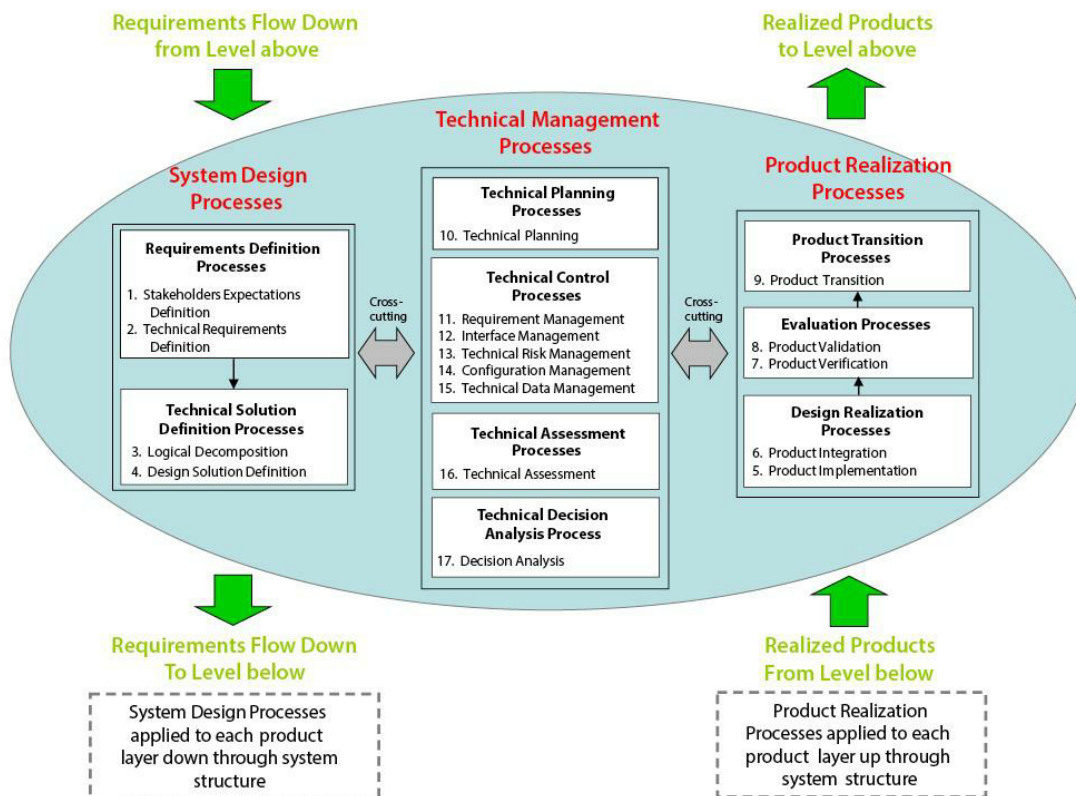 Requirements Flow Down
from Level above
Realized Products
to Level above
Technical Management
Processes
System Design
Processes
Product Realization
Processes
Requirements Definition
Processes
1. Stakeholders Expectations
Definition
2. Technical Requirements
Definition
Technical Solution
Definition Processes
3. Logical Decomposition
4. Design Solution Definition
Cross-
cutting
Technical Planning
Processes
10. Technical Planning
Technical Control
Processes
11. Requirement Management
12. Interface Management
13. Technical Risk Management
14. Configuration Management
15. Technical Data Management
Technical Assessment
Processes
16. Technical Assessment
Technical Decision
Analysis Process
17. Decision Analysis
Cross-
cutting
Product Transition
Processes
9. Product Transition
Evaluation Processes
8. Product Validation
7. Product Verification
Design Realization
Processes
6. Product Integration
5. Product Implementation
Requirements Flow Down
To Level below
System Design Processes
applied to each product
layer down through system
structure
Realized Products
From Level below
Product Realization
Processes applied to each
product layer up through
system structure